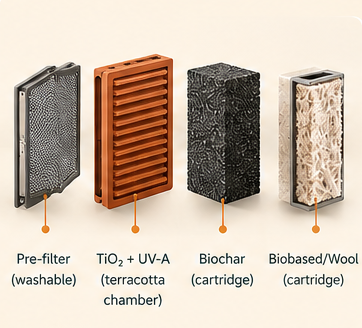 Pre-filter
(washable)
TiO₂ + UV-A
(terracotta
chamber)
Biochar
(cartridge)
Biobased/Wool
(cartridge)